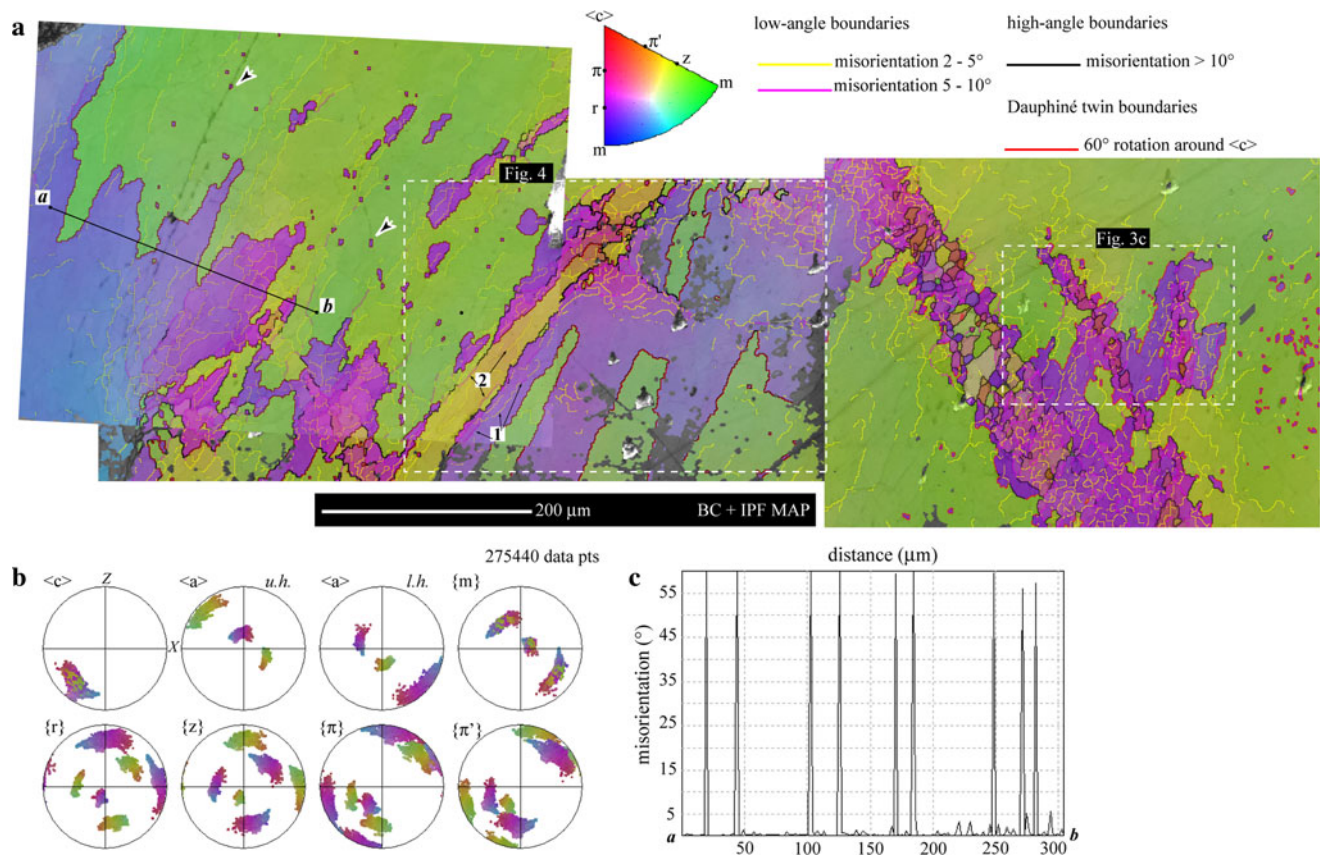 a
<c>
π'
z
π
m
r
m
low-angle boundaries
misorientation 2 - 5°
misorientation 5 - 10°
high-angle boundaries
misorientation > 10°
Dauphiné twin boundaries
60° rotation around <c>
Fig. 4
Fig. 3c
a
b
2
1
200 µm
BC + IPF MAP
275440 data pts
b
<c> Z <a> u.h. <a> l.h. {m}
X
{r} {z} {π} {π'}
c
distance (µm)
misorientation (°)
55
45
35
25
15
5
a
b
50 100 150 200 250 300